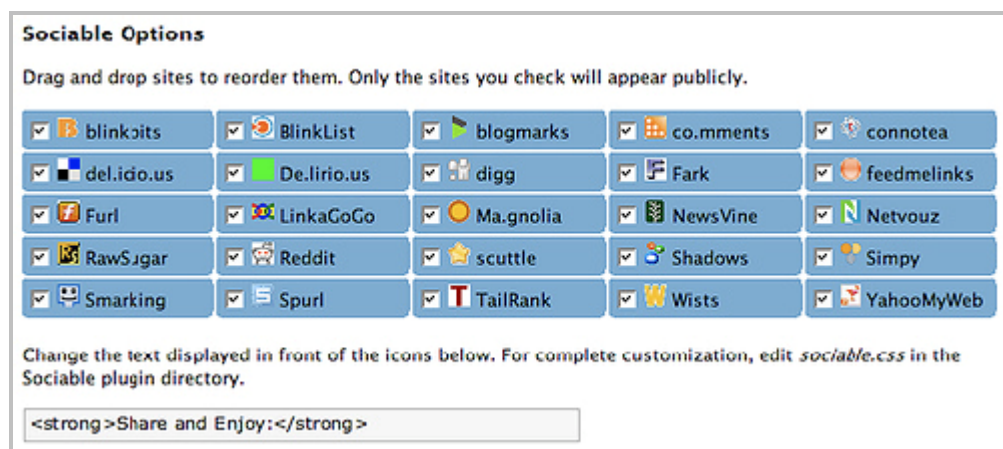 Sociable Options
Drag and drop sites to reorder them. Only the sites you check will appear publicly.
blinkbits BlinkList blogmarks co.mments connotea
del.icio.us De.lirio.us digg Fark feedmelinks
Furl LinkaGoGo Ma.gnolia NewsVine Netvouz
RawSugar Reddit scuttle Shadows Simpy
Smarking Spurl TailRank Wists YahooMyWeb
Change the text displayed in front of the icons below. For complete customization, edit sociable.css in the
Sociable plugin directory.
<strong>Share and Enjoy:</strong>